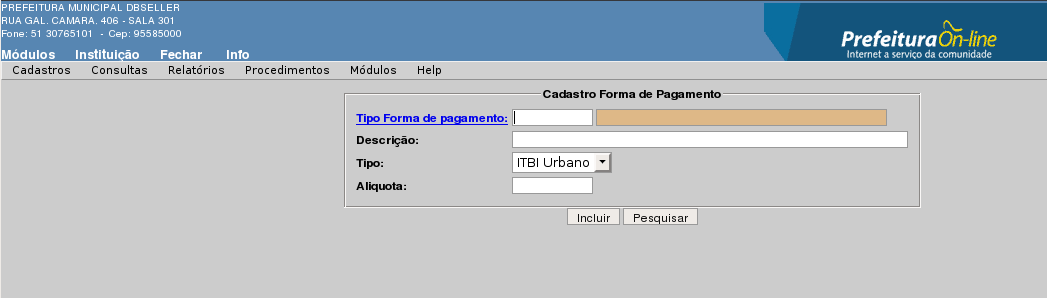 PREFEITURA MUNICIPAL DBSELLER
RUA GAL. CAMARA. 406 - SALA 301
Fone: 51 30765101 - Cep: 95585000
PrefeituraOn-line
Internet a serviço da comunidade
Módulos Instituição Fechar Info
Cadastros Consultas Relatórios Procedimentos Módulos Help
Cadastro Forma de Pagamento
Tipo Forma de pagamento:
Descrição:
Tipo: ITBI Urbano
Aliquota:
Incluir Pesquisar